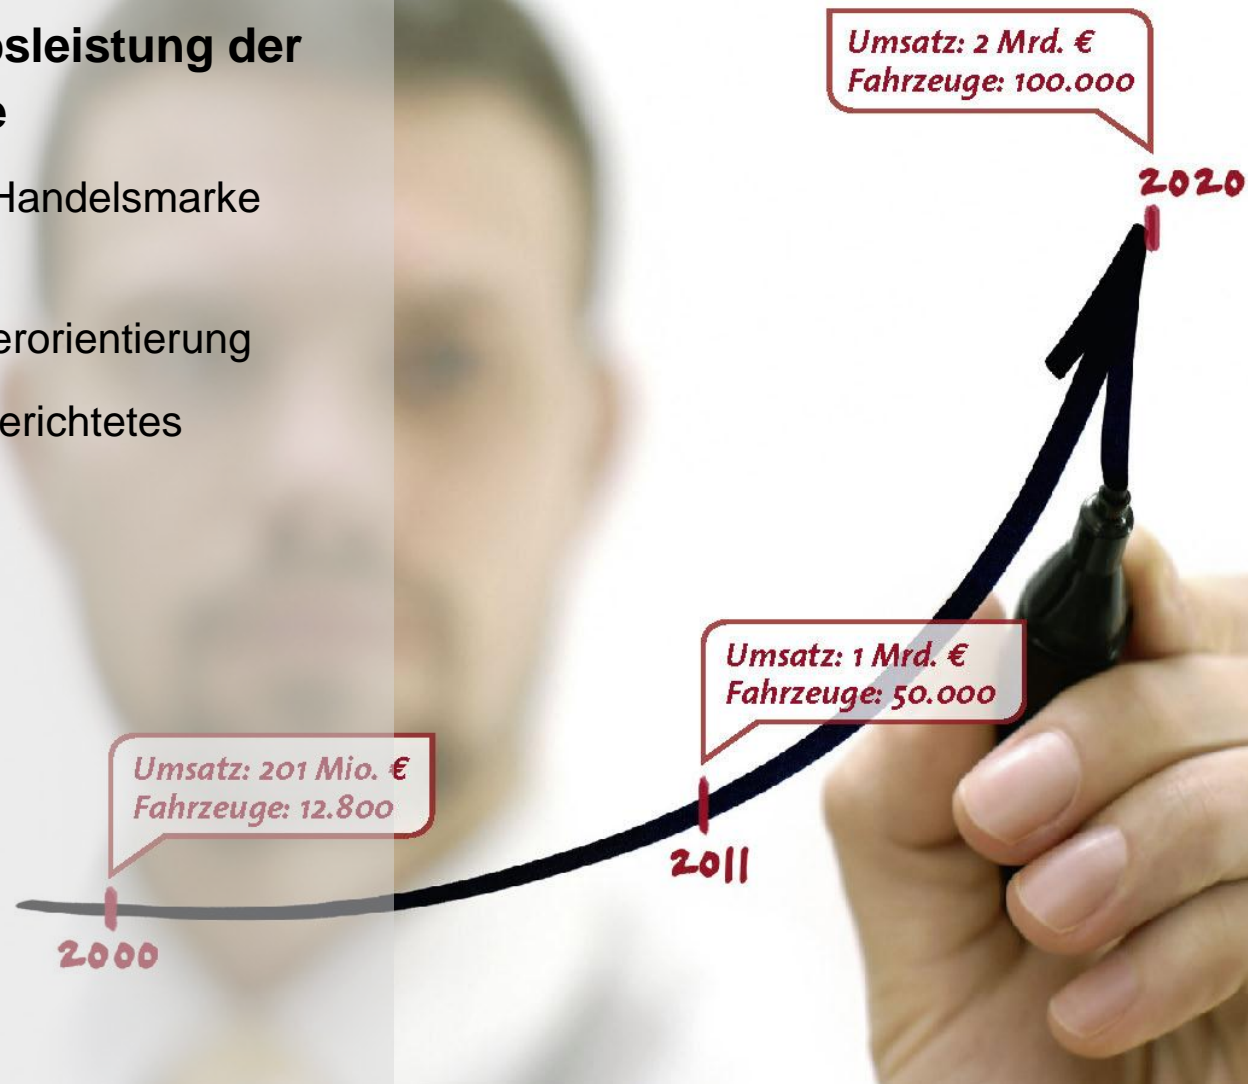 sleistung der
e
Handelsmarke
erorientierung
erichtetes
Umsatz: 2 Mrd. €
Fahrzeuge: 100.000
2020
Umsatz: 1 Mrd. €
Fahrzeuge: 50.000
2011
Umsatz: 201 Mio. €
Fahrzeuge: 12.800
2000